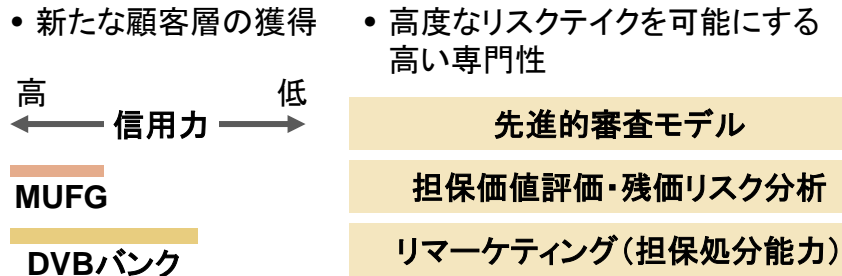 • 新たな顧客層の獲得
高 低
信用力
MUFG
DVBバンク
• 高度なリスクテイクを可能にする
高い専門性
先進的審査モデル
担保価値評価・残価リスク分析
リマーケティング（担保処分能力）